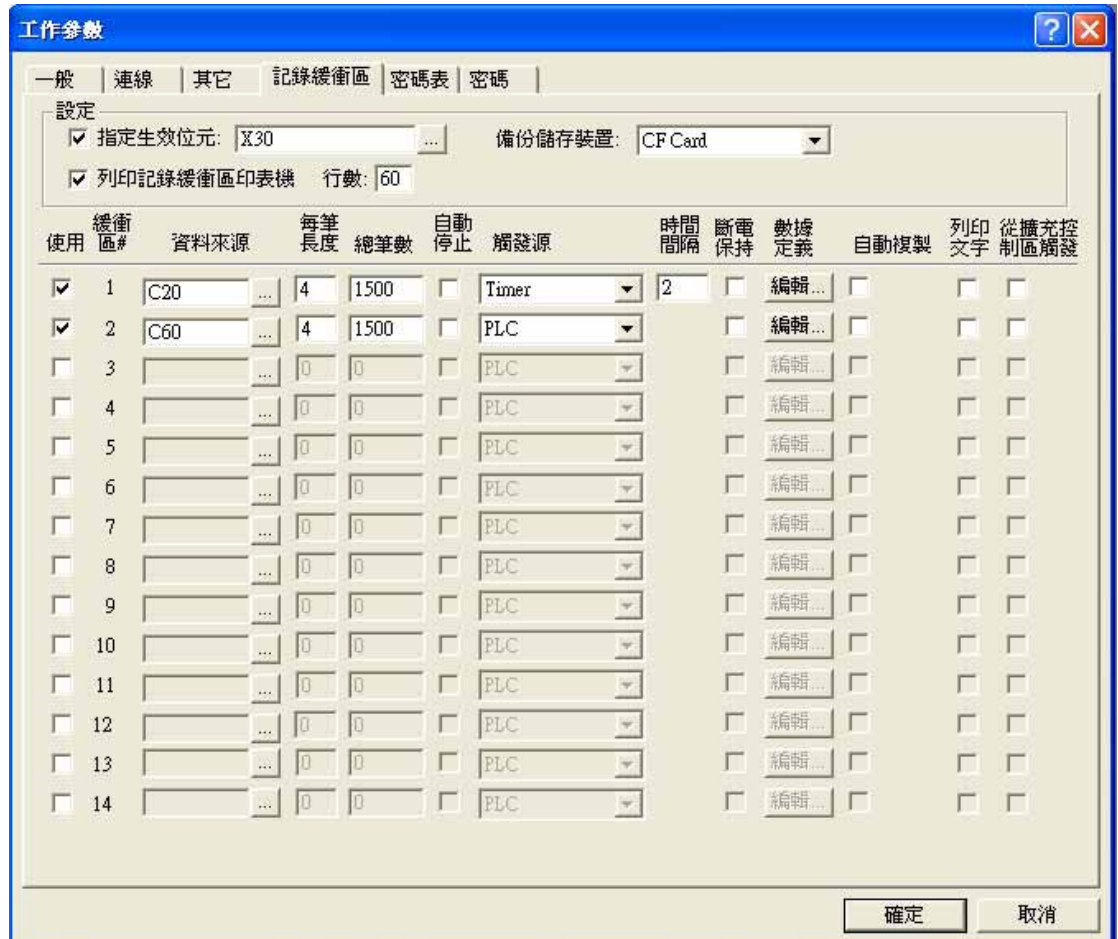 工作參數
一般 連線 其它 記錄緩衝區 密碼表 密碼
設定
指定生效位元: X30 ... 備份儲存裝置: CF Card
列印記錄緩衝區印表機 行數: 60
使用 緩衝區# 資料來源 每筆長度 總筆數 自動停止 觸發源 時間間隔 斷電保持 數據定義 自動複製 列印文字 從擴充控制區觸發
1 C20 ... 4 1500 Timer 2 編輯...
2 C60 ... 4 1500 PLC 編輯...
3 ... 0 0 PLC 編輯...
4 ... 0 0 PLC 編輯...
5 ... 0 0 PLC 編輯...
6 ... 0 0 PLC 編輯...
7 ... 0 0 PLC 編輯...
8 ... 0 0 PLC 編輯...
9 ... 0 0 PLC 編輯...
10 ... 0 0 PLC 編輯...
11 ... 0 0 PLC 編輯...
12 ... 0 0 PLC 編輯...
13 ... 0 0 PLC 編輯...
14 ... 0 0 PLC 編輯...
確定 取消